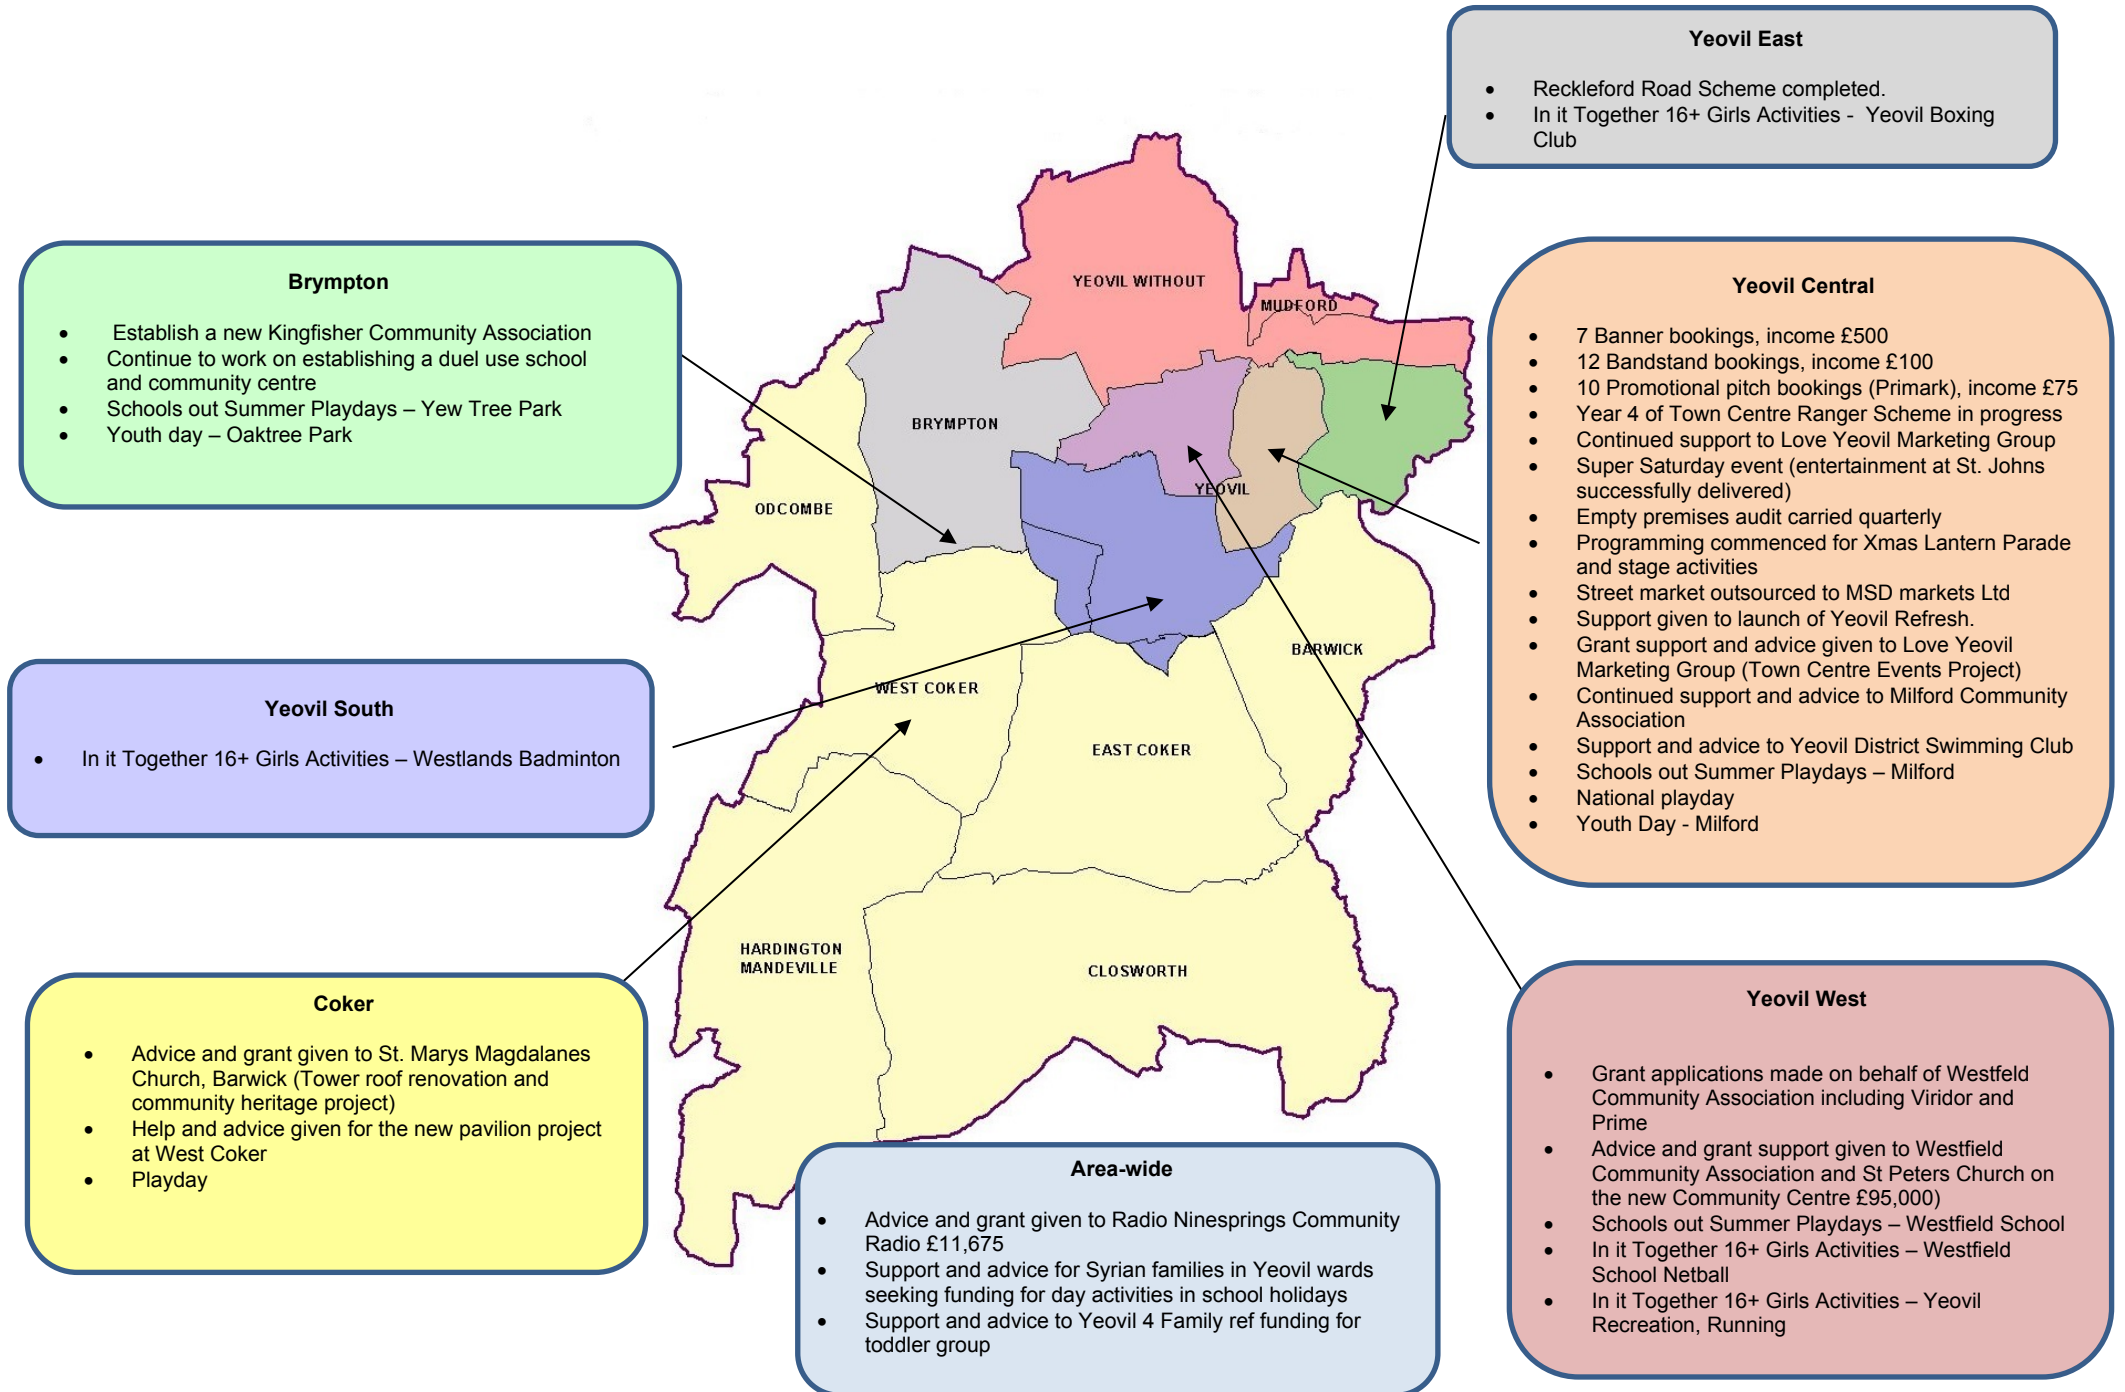 Yeovil East
• Reckleford Road Scheme completed.
• In it Together 16+ Girls Activities - Yeovil Boxing
Club
Brympton
• Establish a new Kingfisher Community Association
• Continue to work on establishing a duel use school
and community centre
• Schools out Summer Playdays – Yew Tree Park
• Youth day – Oaktree Park
Yeovil Central
• 7 Banner bookings, income £500
• 12 Bandstand bookings, income £100
• 10 Promotional pitch bookings (Primark), income £75
• Year 4 of Town Centre Ranger Scheme in progress
• Continued support to Love Yeovil Marketing Group
• Super Saturday event (entertainment at St. Johns
successfully delivered)
• Empty premises audit carried quarterly
• Programming commenced for Xmas Lantern Parade
and stage activities
• Street market outsourced to MSD markets Ltd
• Support given to launch of Yeovil Refresh.
• Grant support and advice given to Love Yeovil
Marketing Group (Town Centre Events Project)
• Continued support and advice to Milford Community
Association
• Support and advice to Yeovil District Swimming Club
• Schools out Summer Playdays – Milford
• National playday
• Youth Day - Milford
YEOVIL WITHOUT
MUDFORD
BRYMPTON
YEOVIL
ODCOMBE
BARWICK
WEST COKER
EAST COKER
HARDINGTON
MANDEVILLE
CLOSWORTH
Yeovil South
• In it Together 16+ Girls Activities – Westlands Badminton
Coker
• Advice and grant given to St. Marys Magdalanes
Church, Barwick (Tower roof renovation and
community heritage project)
• Help and advice given for the new pavilion project
at West Coker
• Playday
Area-wide
• Advice and grant given to Radio Ninesprings Community
Radio £11,675
• Support and advice for Syrian families in Yeovil wards
seeking funding for day activities in school holidays
• Support and advice to Yeovil 4 Family ref funding for
toddler group
Yeovil West
• Grant applications made on behalf of Westfeld
Community Association including Viridor and
Prime
• Advice and grant support given to Westfield
Community Association and St Peters Church on
the new Community Centre £95,000)
• Schools out Summer Playdays – Westfield School
• In it Together 16+ Girls Activities – Westfield
School Netball
• In it Together 16+ Girls Activities – Yeovil
Recreation, Running